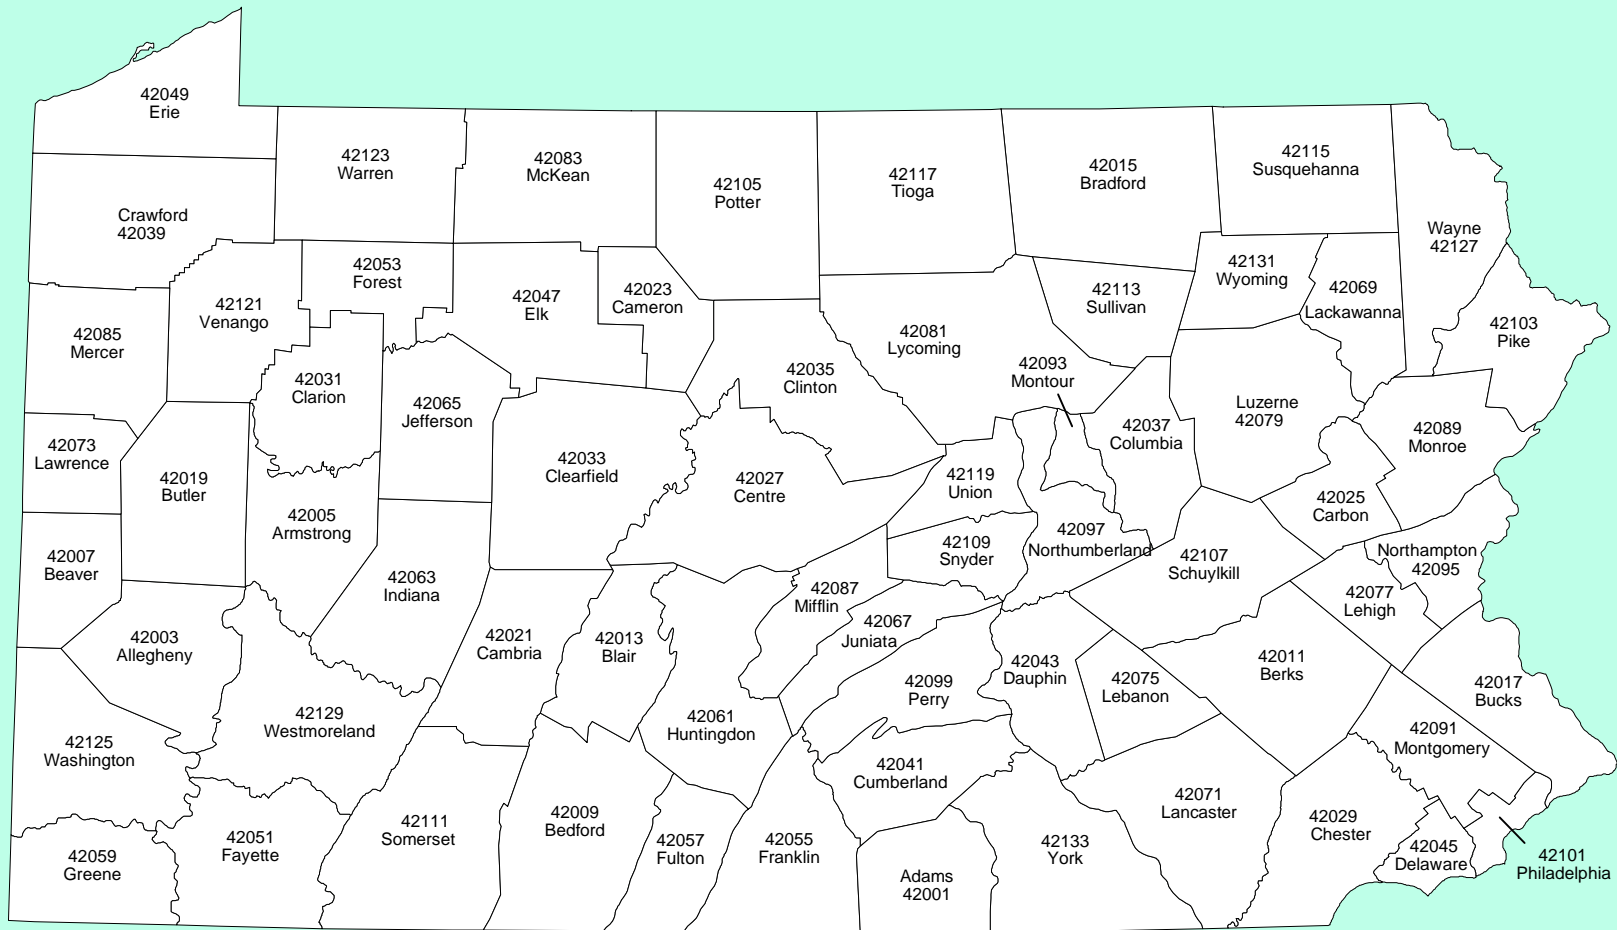 42049
Erie
42123
Warren
42083
McKean
42105
Potter
42117
Tioga
42015
Bradford
42115
Susquehanna
Crawford
42039
Wayne
42127
42053
Forest
42121
Venango
42047
Elk
42023
Cameron
42113
Sullivan
42131
Wyoming
42069
Lackawanna
42085
Mercer
42081
Lycoming
42103
Pike
42031
Clarion
42065
Jefferson
42035
Clinton
42093
Montour
42037
Columbia
Luzerne
42079
42089
Monroe
42073
Lawrence
42019
Butler
42033
Clearfield
42027
Centre
42119
Union
42025
Carbon
42005
Armstrong
42007
Beaver
42063
Indiana
42109
Snyder
42097
Northumberland
42107
Schuylkill
Northampton
42095
42087
Mifflin
42077
Lehigh
42003
Allegheny
42021
Cambria
42013
Blair
42067
Juniata
42043
Dauphin
42075
Lebanon
42011
Berks
42017
Bucks
42099
Perry
42129
Westmoreland
42061
Huntingdon
42125
Washington
42091
Montgomery
42041
Cumberland
42071
Lancaster
42059
Greene
42051
Fayette
42111
Somerset
42009
Bedford
42057
Fulton
42055
Franklin
Adams
42001
42133
York
42029
Chester
42045
Delaware
42101
Philadelphia